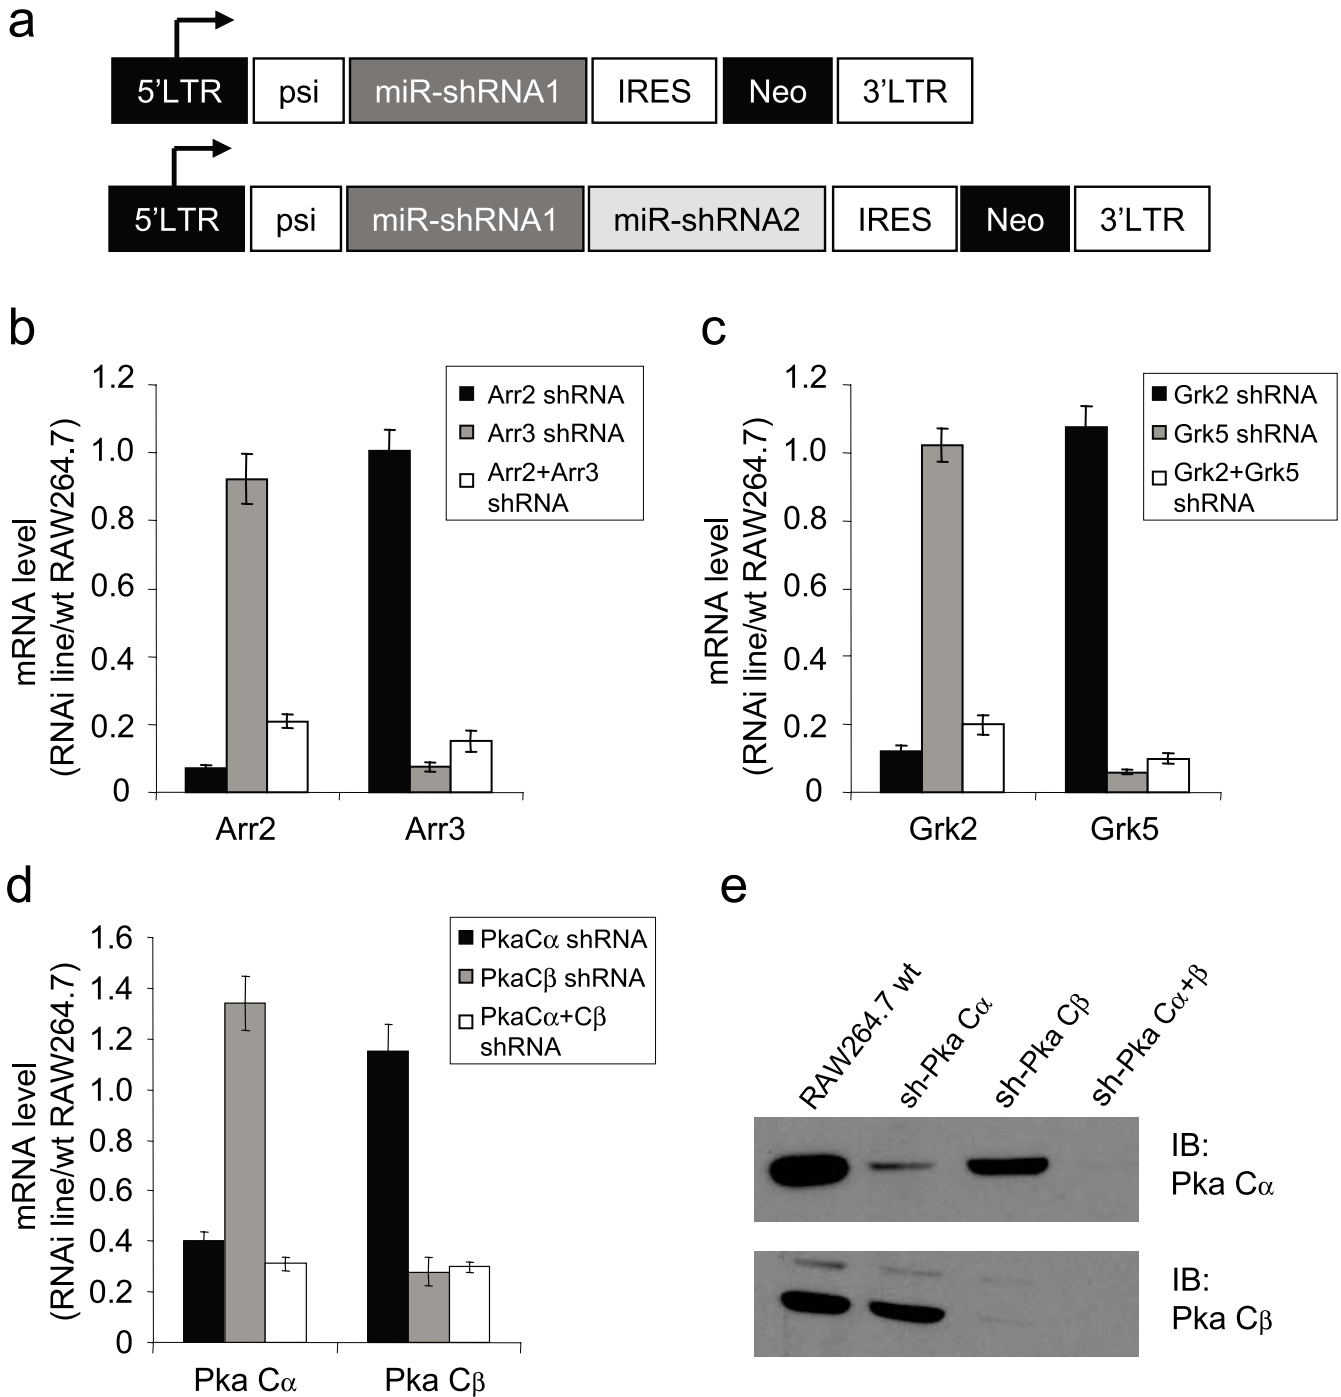 a
5'LTR psi miR-shRNA1 IRES Neo 3'LTR
5'LTR psi miR-shRNA1 miR-shRNA2 IRES Neo 3'LTR
b
mRNA level
(RNAi line/wt RAW264.7)
1.2
1.0
0.8
0.6
0.4
0.2
0
Arr2 shRNA
Arr3 shRNA
Arr2+Arr3
shRNA
Arr2 Arr3
c
mRNA level
(RNAi line/wt RAW264.7)
1.2
1.0
0.8
0.6
0.4
0.2
0
Grk2 shRNA
Grk5 shRNA
Grk2+Grk5
shRNA
Grk2 Grk5
d
mRNA level
(RNAi line/wt RAW264.7)
1.6
1.4
1.2
1.0
0.8
0.6
0.4
0.2
0
PkaCα shRNA
PkaCβ shRNA
PkaCα+Cβ
shRNA
Pka Cα Pka Cβ
e
RAW264.7 wt
sh-Pka Cα
sh-Pka Cβ
sh-Pka Cα+β
IB:
Pka Cα
IB:
Pka Cβ